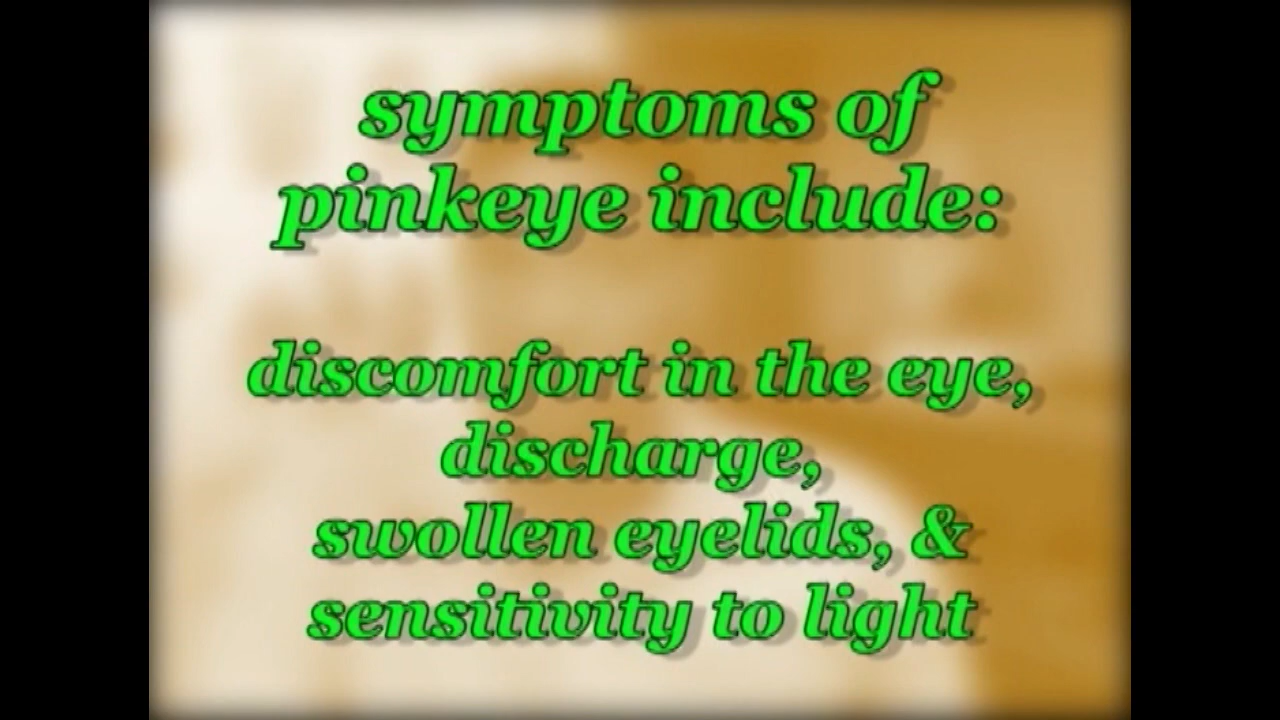 symptoms of
pinkeye include:
discomfort in the eye,
discharge,
swollen eyelids, &
sensitivity to light